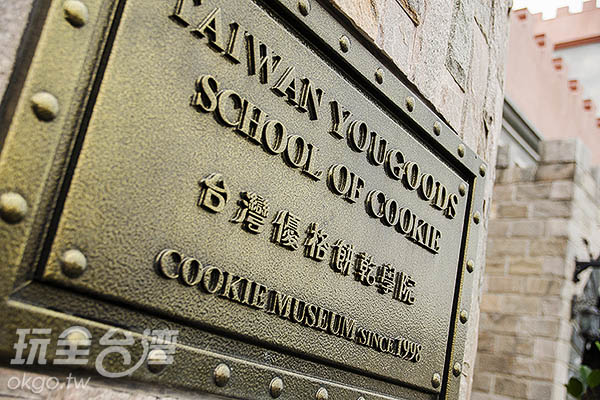 TAIWAN YOUGOODS
SCHOOL OF COOKIE
台灣優格餅乾學院
COOKIE MUSEUM SINCE 1998
玩全台灣
okgo.tw